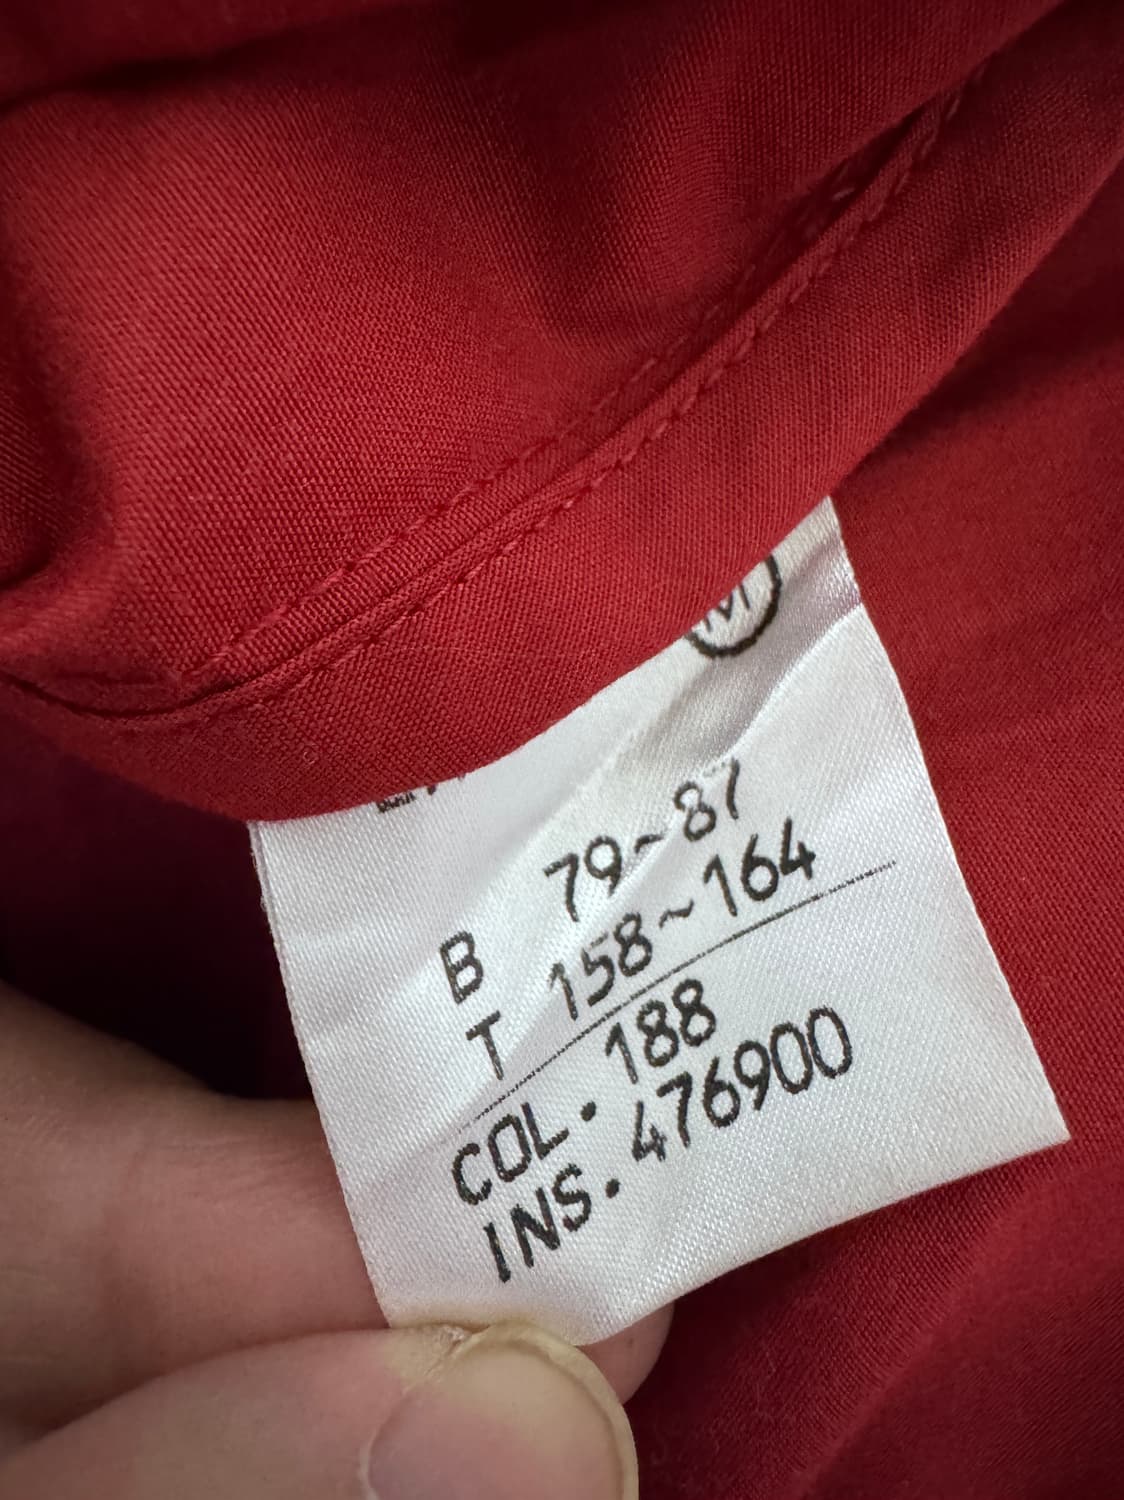 M
B 79~87
T 158~164
COL. 188
INS. 476900